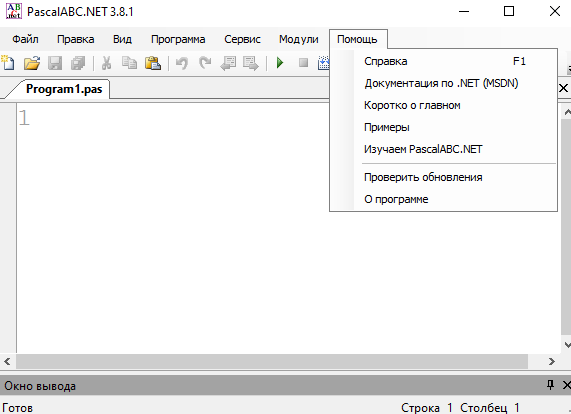 PascalABC.NET 3.8.1
Файл Правка Вид Программа Сервис Модули Помощь
Program1.pas
1
Справка F1
Документация по .NET (MSDN)
Коротко о главном
Примеры
Изучаем PascalABC.NET
Проверить обновления
О программе
Окно вывода
Готов Строка 1 Столбец 1